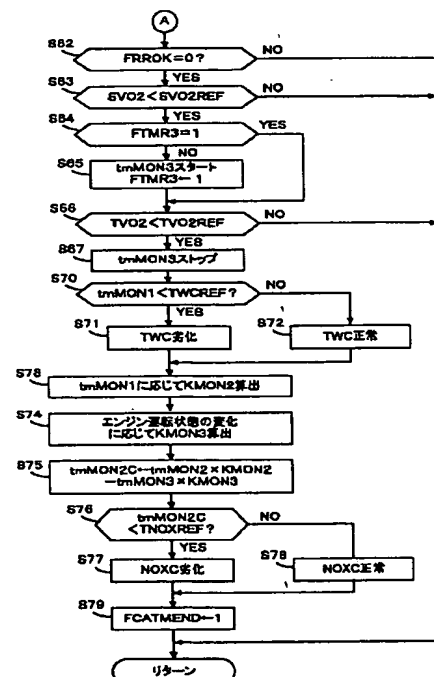 A
S62
FRROK=0?
NO
YES
S63
SVO2<SVO2REF
NO
YES
S64
FTMR3=1
YES
NO
S65
tmMON3スタート
FTMR3←1
S66
TVO2<TVO2REF
NO
YES
S67
tmMON3ストップ
S70
tmMON1<TWCREF?
NO
YES
S71
TWC劣化
S72
TWC正常
S73
tmMON1に応じてKMON2算出
S74
エンジン運転状態の変化
に応じてKMON3算出
S75
tmMON2C←tmMON2×KMON2
−tmMON3×KMON3
S76
tmMON2C
<TNOXREF?
NO
YES
S77
NOXC劣化
S78
NOXC正常
S79
FCATMEND←1
リターン